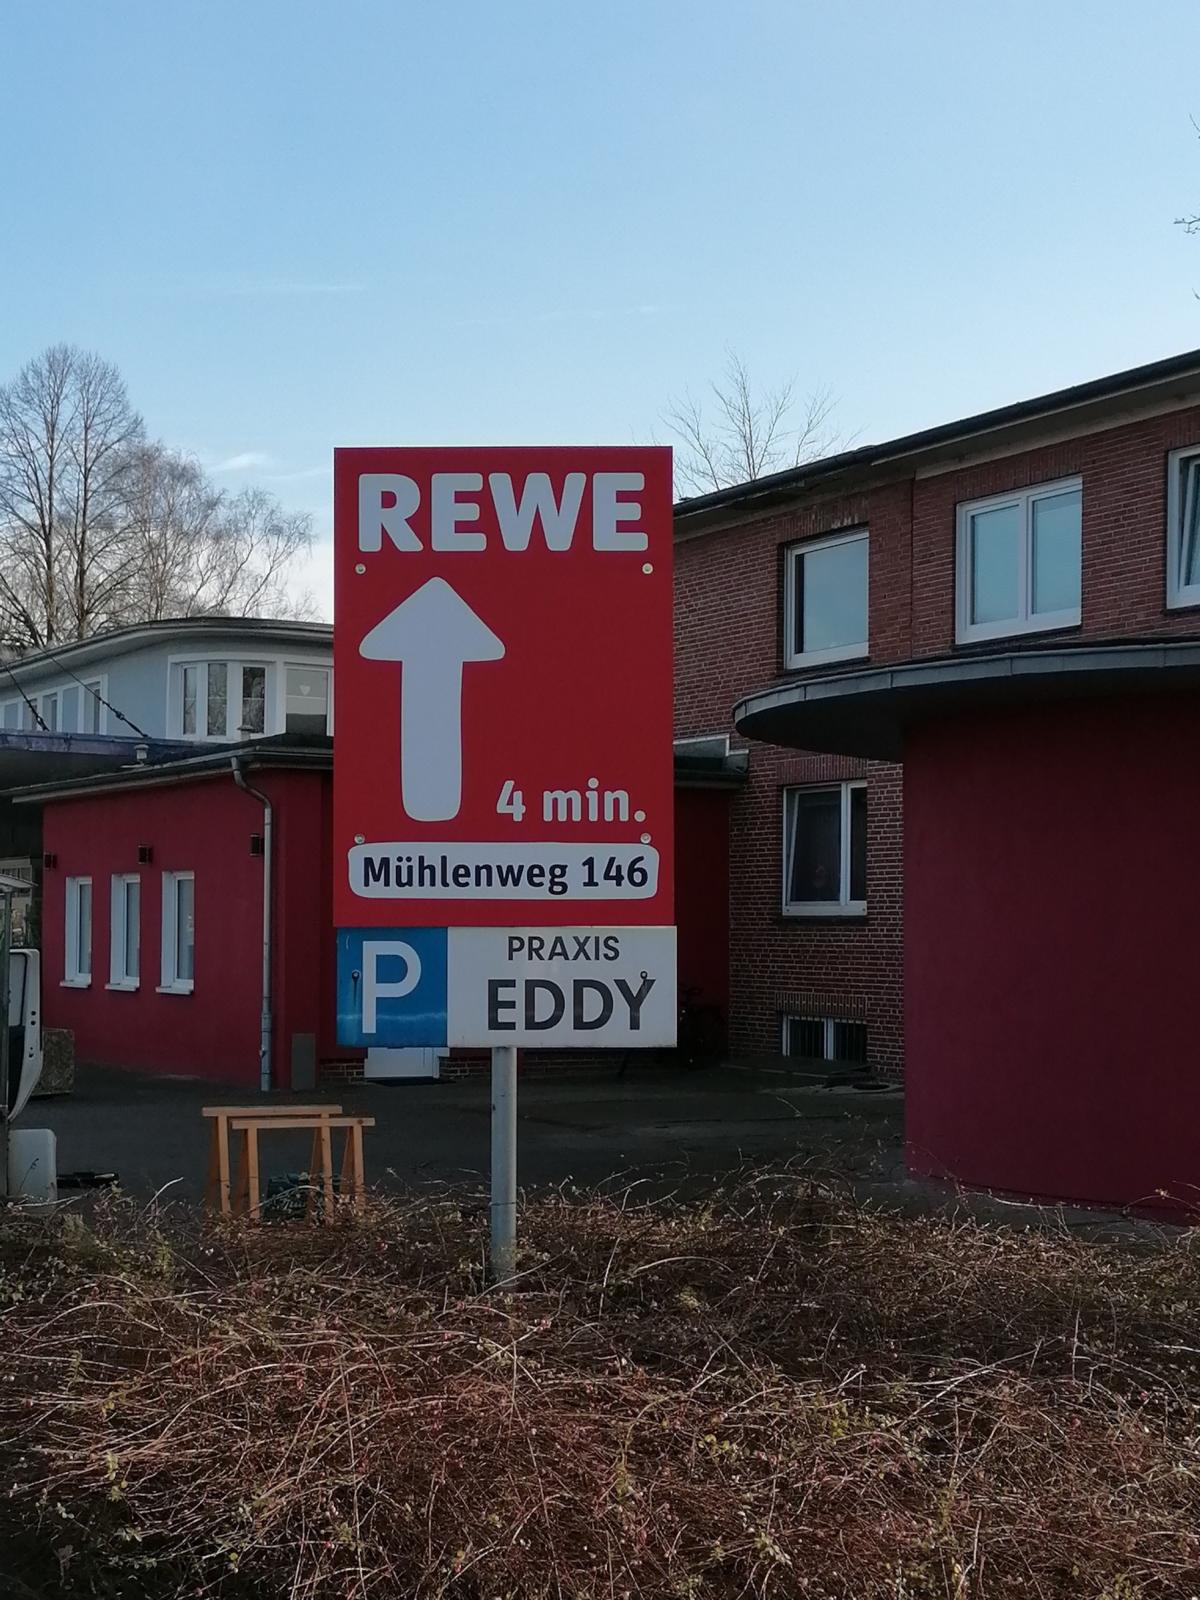 REWE
4 min.
Mühlenweg 146
P
PRAXIS
EDDY